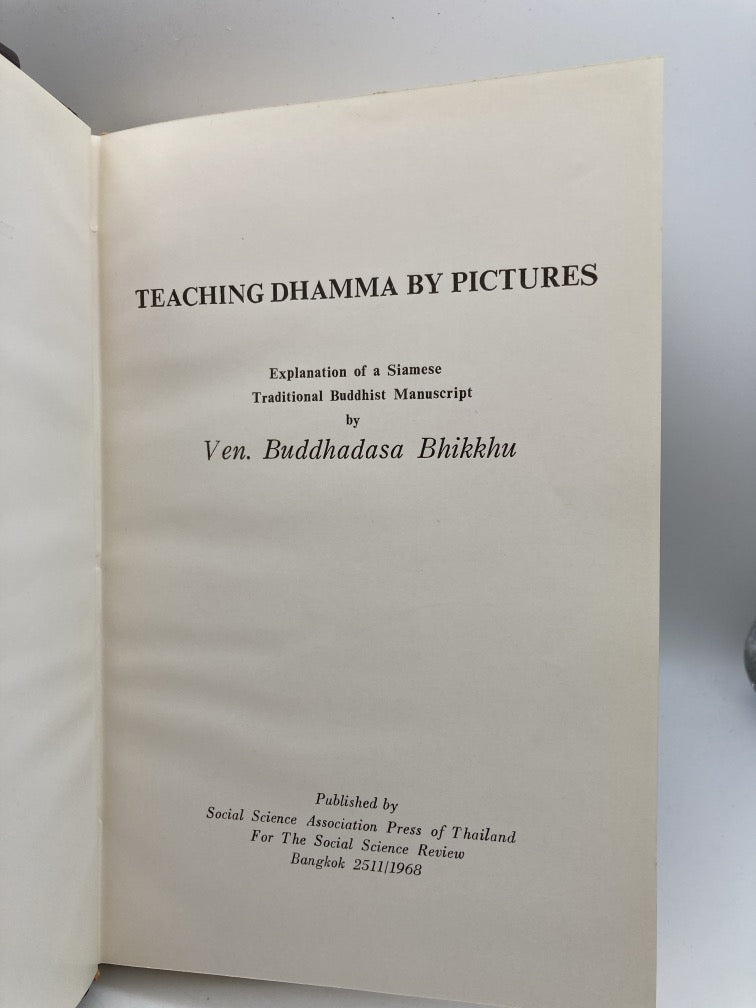 TEACHING DHAMMA BY PICTURES
Explanation of a Siamese
Traditional Buddhist Manuscript
by
Ven. Buddhadasa Bhikkhu
Published by
Social Science Association Press of Thailand
For The Social Science Review
Bangkok 2511/1968